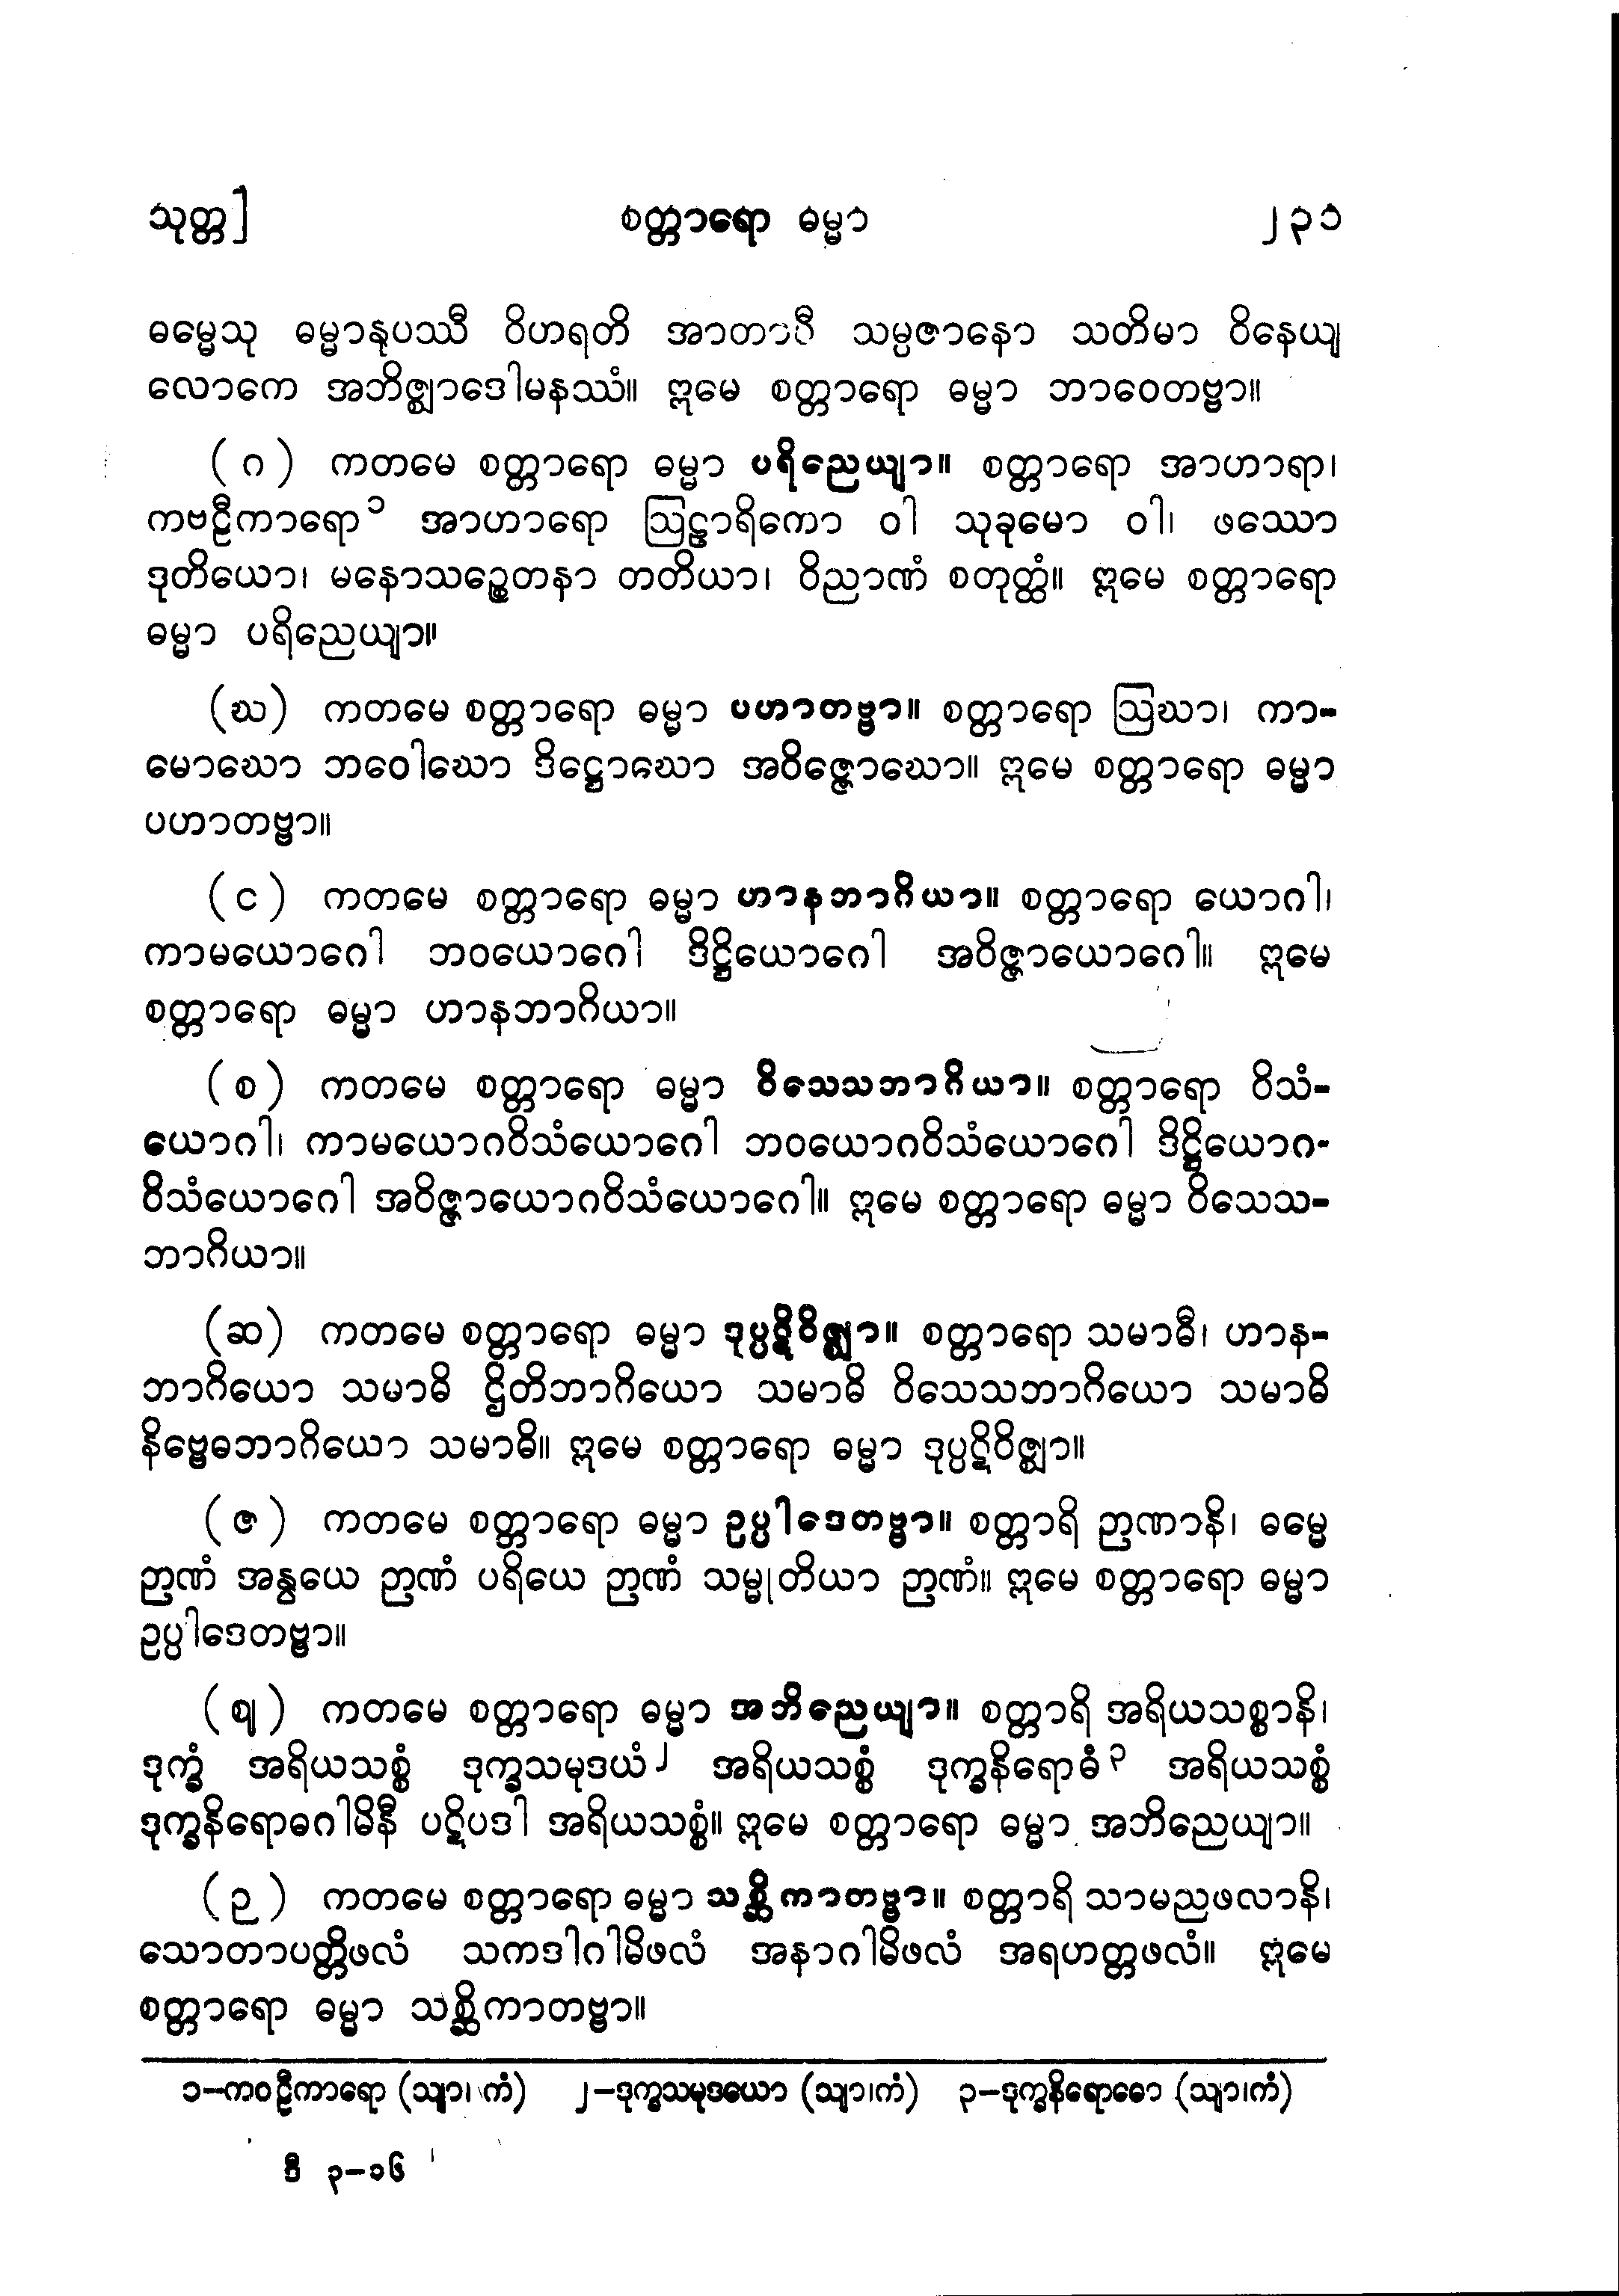 သုတ္တ]	စတ္တာရော ဓမ္မာ	၂၃၁
ဓမ္မေသု ဓမ္မာနုပဿီ ဝိဟရတိ အာတာပီ သမ္ပဇာနော သတိမာ ဝိနေယျ
လောကေ အဘိဇ္ဈာဒေါမနဿံ။ ဣမေ စတ္တာရော ဓမ္မာ ဘာဝေတဗ္ဗာ။
(ဂ) ကတမေ စတ္တာရော ဓမ္မာ ပရိညေယျာ။ စတ္တာရော အာဟာရာ၊
ကဗဠီကာရော၁ အာဟာရော ဩဠာရိကော ဝါ သုခုမော ဝါ၊ ဖဿော
ဒုတိယော၊ မနောသဉ္စေတနာ တတိယာ၊ ဝိညာဏံ စတုတ္ထံ။ ဣမေ စတ္တာရော
ဓမ္မာ ပရိညေယျာ။
(ဃ) ကတမေ စတ္တာရော ဓမ္မာ ပဟာတဗ္ဗာ။ စတ္တာရော ဩဃာ၊ ကာ-
မောဃော ဘဝေါဃော ဒိဋ္ဌောဃော အဝိဇ္ဇောဃော။ ဣမေ စတ္တာရော ဓမ္မာ
ပဟာတဗ္ဗာ။
(င) ကတမေ စတ္တာရော ဓမ္မာ ဟာနဘာဂိယာ။ စတ္တာရော ယောဂါ၊
ကာမယောဂေါ ဘဝယောဂေါ ဒိဋ္ဌိယောဂေါ အဝိဇ္ဇာယောဂေါ။ ဣမေ
စတ္တာရော ဓမ္မာ ဟာနဘာဂိယာ။
(စ) ကတမေ စတ္တာရော ဓမ္မာ ဝိသေသဘာဂိယာ။ စတ္တာရော ဝိသံ-
ယောဂါ၊ ကာမယောဂဝိသံယောဂေါ ဘဝယောဂဝိသံယောဂေါ ဒိဋ္ဌိယောဂ-
ဝိသံယောဂေါ အဝိဇ္ဇာယောဂဝိသံယောဂေါ။ ဣမေ စတ္တာရော ဓမ္မာ ဝိသေသ-
ဘာဂိယာ။
(ဆ) ကတမေ စတ္တာရော ဓမ္မာ ဒုပ္ပဋိဝိဇ္ဈာ။ စတ္တာရော သမာဓီ၊ ဟာန-
ဘာဂိယော သမာဓိ ဌိတိဘာဂိယော သမာဓိ ဝိသေသဘာဂိယော သမာဓိ
နိဗ္ဗေဓဘာဂိယော သမာဓိ။ ဣမေ စတ္တာရော ဓမ္မာ ဒုပ္ပဋိဝိဇ္ဈာ။
(ဇ) ကတမေ စတ္တာရော ဓမ္မာ ဥပ္ပါဒေတဗ္ဗာ။ စတ္တာရိ ဉာဏာနိ၊ ဓမ္မေ
ဉာဏံ အနွယေ ဉာဏံ ပရိယေ ဉာဏံ သမ္မုတိယာ ဉာဏံ။ ဣမေ စတ္တာရော ဓမ္မာ
ဥပ္ပါဒေတဗ္ဗာ။
(ဈ) ကတမေ စတ္တာရော ဓမ္မာ အဘိညေယျာ။ စတ္တာရိ အရိယသစ္စာနိ၊
ဒုက္ခံ အရိယသစ္စံ ဒုက္ခသမုဒယံ၂ အရိယသစ္စံ ဒုက္ခနိရောဓံ၃ အရိယသစ္စံ
ဒုက္ခနိရောဓဂါမိနီ ပဋိပဒါ အရိယသစ္စံ။ ဣမေ စတ္တာရော ဓမ္မာ အဘိညေယျာ။
(ဉ) ကတမေ စတ္တာရော ဓမ္မာ သစ္ဆိကာတဗ္ဗာ။ စတ္တာရိ သာမညဖလာနိ၊
သောတာပတ္တိဖလံ သကဒါဂါမိဖလံ အနာဂါမိဖလံ အရဟတ္တဖလံ။ ဣမေ
စတ္တာရော ဓမ္မာ သစ္ဆိကာတဗ္ဗာ။
၁–ကဝဠီကာရော (သျာ၊ ကံ)	၂–ဒုက္ခသမုဒယော (သျာ၊ကံ)	၃–ဒုက္ခနိရောဓော (သျာ၊ကံ)
ဒီ ၃–၁၆